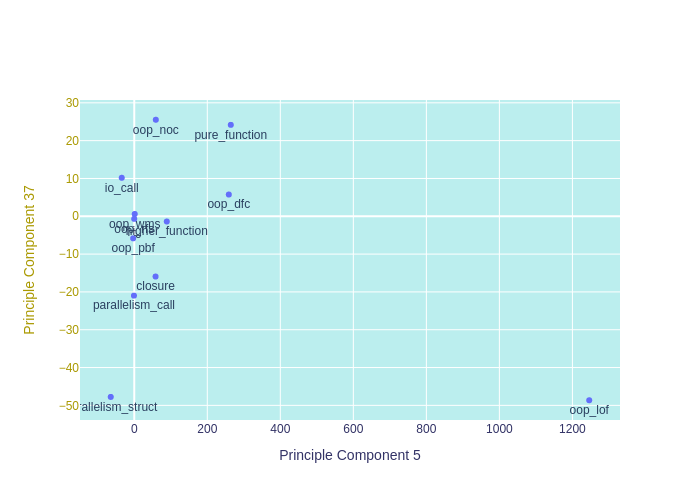 30
oop_noc
pure_function
20
10
io_call
oop_dfc
0
oop_wms
higher_function
oop_pbf
−10
closure
−20
parallelism_call
−30
−40
allelism_struct
−50
oop_lof
0
200
400
600
800
1000
1200
Principle Component 5
Principle Component 37